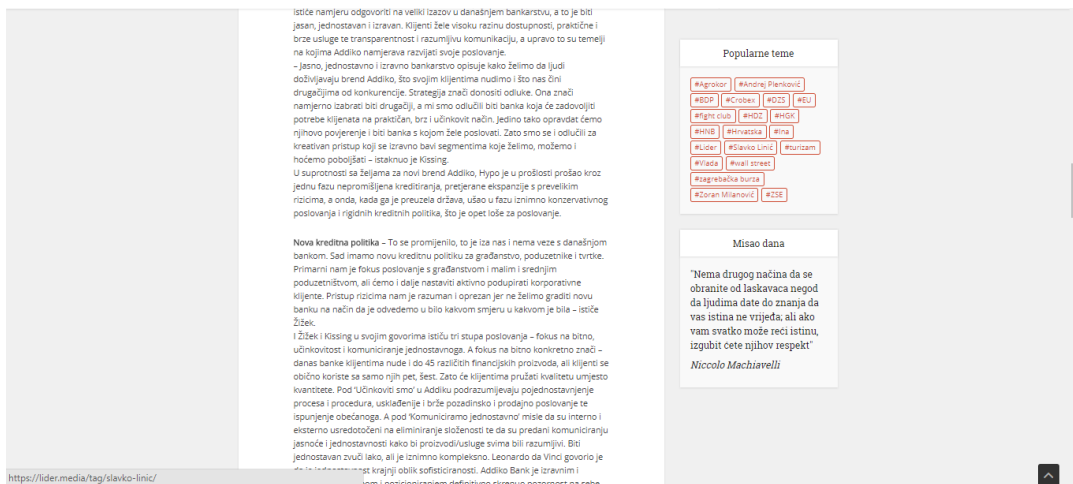 ističe namjeru odgovoriti na veliki izazov u današnjem bankarstvu, a to je biti
jasan, jednostavan i izravan. Klijenti žele visoku razinu dostupnosti, praktične i
brze usluge te transparentnost i razumljivu komunikaciju, a upravo to su temelji
na kojima Addiko namjerava razvijati svoje poslovanje.
– Jasno, jednostavno i izravno bankarstvo opisuje kako želimo da ljudi
doživljavaju brend Addiko, što svojim klijentima nudimo i što nas čini
drugačijima od konkurencije. Strategija znači donositi odluke. Ona znači
namjerno izabrati biti drugačiji, a mi smo odlučili biti banka koja će zadovoljiti
potrebe klijenata na praktičan, brz i učinkovit način. Jedino tako opravdat ćemo
njihovo povjerenje i biti banka s kojom žele poslovati. Zato smo se i odlučili za
kreativan pristup koji se izravno bavi segmentima koje želimo, možemo i
hoćemo poboljšati – istaknuo je Kissing.
U suprotnosti sa željama za novi brend Addiko, Hypo je u prošlosti prošao kroz
jednu fazu nepromišljena kreditiranja, pretjerane ekspanzije s prevelikim
rizicima, a onda, kada ga je preuzela država, ušao u fazu iznimno konzervativnog
poslovanja i rigidnih kreditnih politika, što je opet loše za poslovanje.
Nova kreditna politika – To se promijenilo, to je iza nas i nema veze s današnjom
bankom. Sad imamo novu kreditnu politiku za građanstvo, poduzetnike i tvrtke.
Primarni nam je fokus poslovanje s građanstvom i malim i srednjim
poduzetništvom, ali ćemo i dalje nastaviti aktivno podupirati korporativne
klijente. Pristup rizicima nam je razuman i oprezan jer ne želimo graditi novu
banku na način da je odvedemo u bilo kakvom smjeru u kakvom je bila – ističe
Žižek.
I Žižek i Kissing u svojim govorima ističu tri stupa poslovanja – fokus na bitno,
učinkovitost i komuniciranje jednostavnoga. A fokus na bitno konkretno znači –
danas banke klijentima nude i do 45 različitih financijskih proizvoda, ali klijenti se
obično koriste sa samo njih pet, šest. Zato će klijentima pružati kvalitetu umjesto
kvantitete. Pod 'Učinkoviti smo' u Addiku podrazumijevaju pojednostavnjenje
procesa i procedura, usklađenije i brže pozadinsko i prodajno poslovanje te
ispunjenje obećanoga. A pod 'Komuniciramo jednostavno' misle da su interno i
eksterno usredotočeni na eliminiranje složenosti te da su predani komuniciranju
jasnoće i jednostavnosti kako bi proizvodi/usluge svima bili razumljivi. Biti
jednostavan zvuči lako, ali je iznimno kompleksno. Leonardo da Vinci govorio je
da je jednostavnost krajnji oblik sofisticiranosti. Addiko Bank je izravnim i
i pozicioniranjem definitivno skrenuo pozornost na sebe
Popularne teme
#Agrokor #Andrej Plenković
#BDP #Crobex #DZS #EU
#fight club #HDZ #HGK
#HNB #Hrvatska #Ina
#Lider #Slavko Linić #turizam
#Vlada #wall street
#zagrebačka burza
#Zoran Milanović #ZSE
Misao dana
"Nema drugog načina da se
obranite od laskavaca negod
da ljudima date do znanja da
vas istina ne vrijeđa; ali ako
vam svatko može reći istinu,
izgubit ćete njihov respekt"
Niccolo Machiavelli
https://lider.media/tag/slavko-linic/